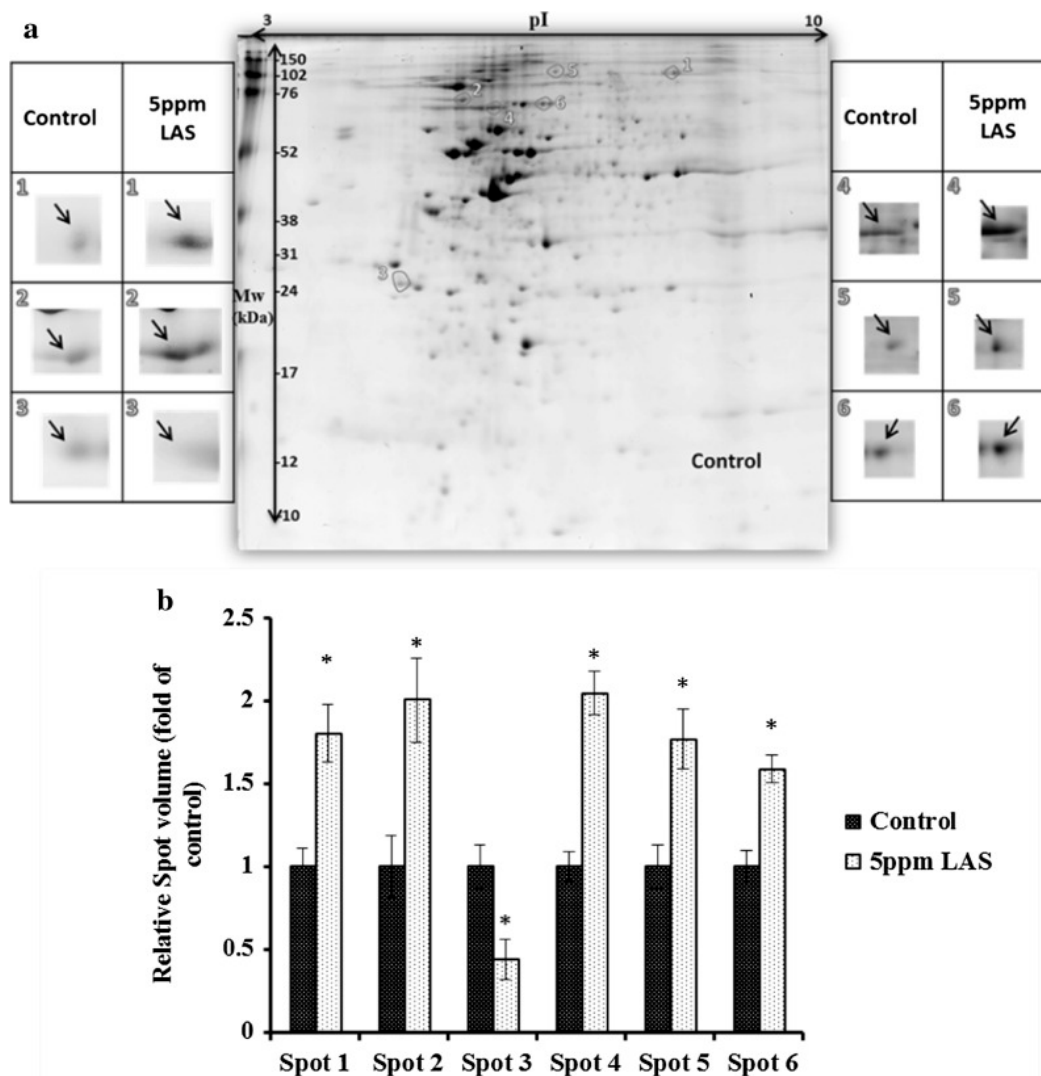 a
3 pI 10
Control 5ppm LAS
1 1
2 2
3 3
-150
-102
-76
-52
-38
-31
-24
-17
-12
10
Mw
(kDa)
1
2
3
4
5
6
Control
Control 5ppm LAS
4 4
5 5
6 6
b
Relative Spot volume (fold of control)
2.5
2
1.5
1
0.5
0
* * * * * *
Spot 1 Spot 2 Spot 3 Spot 4 Spot 5 Spot 6
Control
5ppm LAS